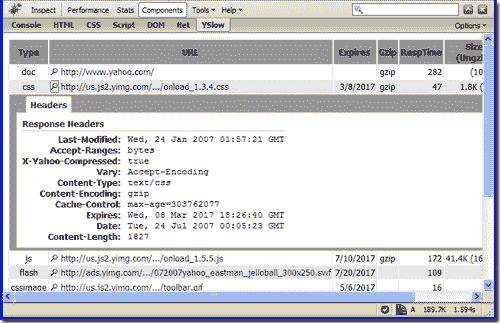 Inspect Performance Stats Components Tools Help
Console HTML CSS Script DOM Net YSlow Options
Type URL Expires Gzip RespTime Size (Ungzi
doc http://www.yahoo.com/ gzip 282 (10
css http://us.js2.yimg.com/.../onload_1.3.4.css 3/8/2017 gzip 47 1.8K (
Headers
Response Headers
Last-Modified: Wed, 24 Jan 2007 01:57:21 GMT
Accept-Ranges: bytes
X-Yahoo-Compressed: true
Vary: Accept-Encoding
Content-Type: text/css
Content-Encoding: gzip
Cache-Control: max-age=303762077
Expires: Wed, 08 Mar 2017 18:26:40 GMT
Date: Tue, 24 Jul 2007 00:05:23 GMT
Content-Length: 1827
js http://us.js2.yimg.com/.../onload_1.5.5.js 7/10/2017 gzip 172 41.4K (16
flash http://ads.yimg.com/.../072007yahoo_eastman_jelloball_300x250.swf 7/20/2017 109
cssimage http://us.js2.yimg.com/.../toolbar.gif 5/6/2017 16
A 189.7K 1.594s